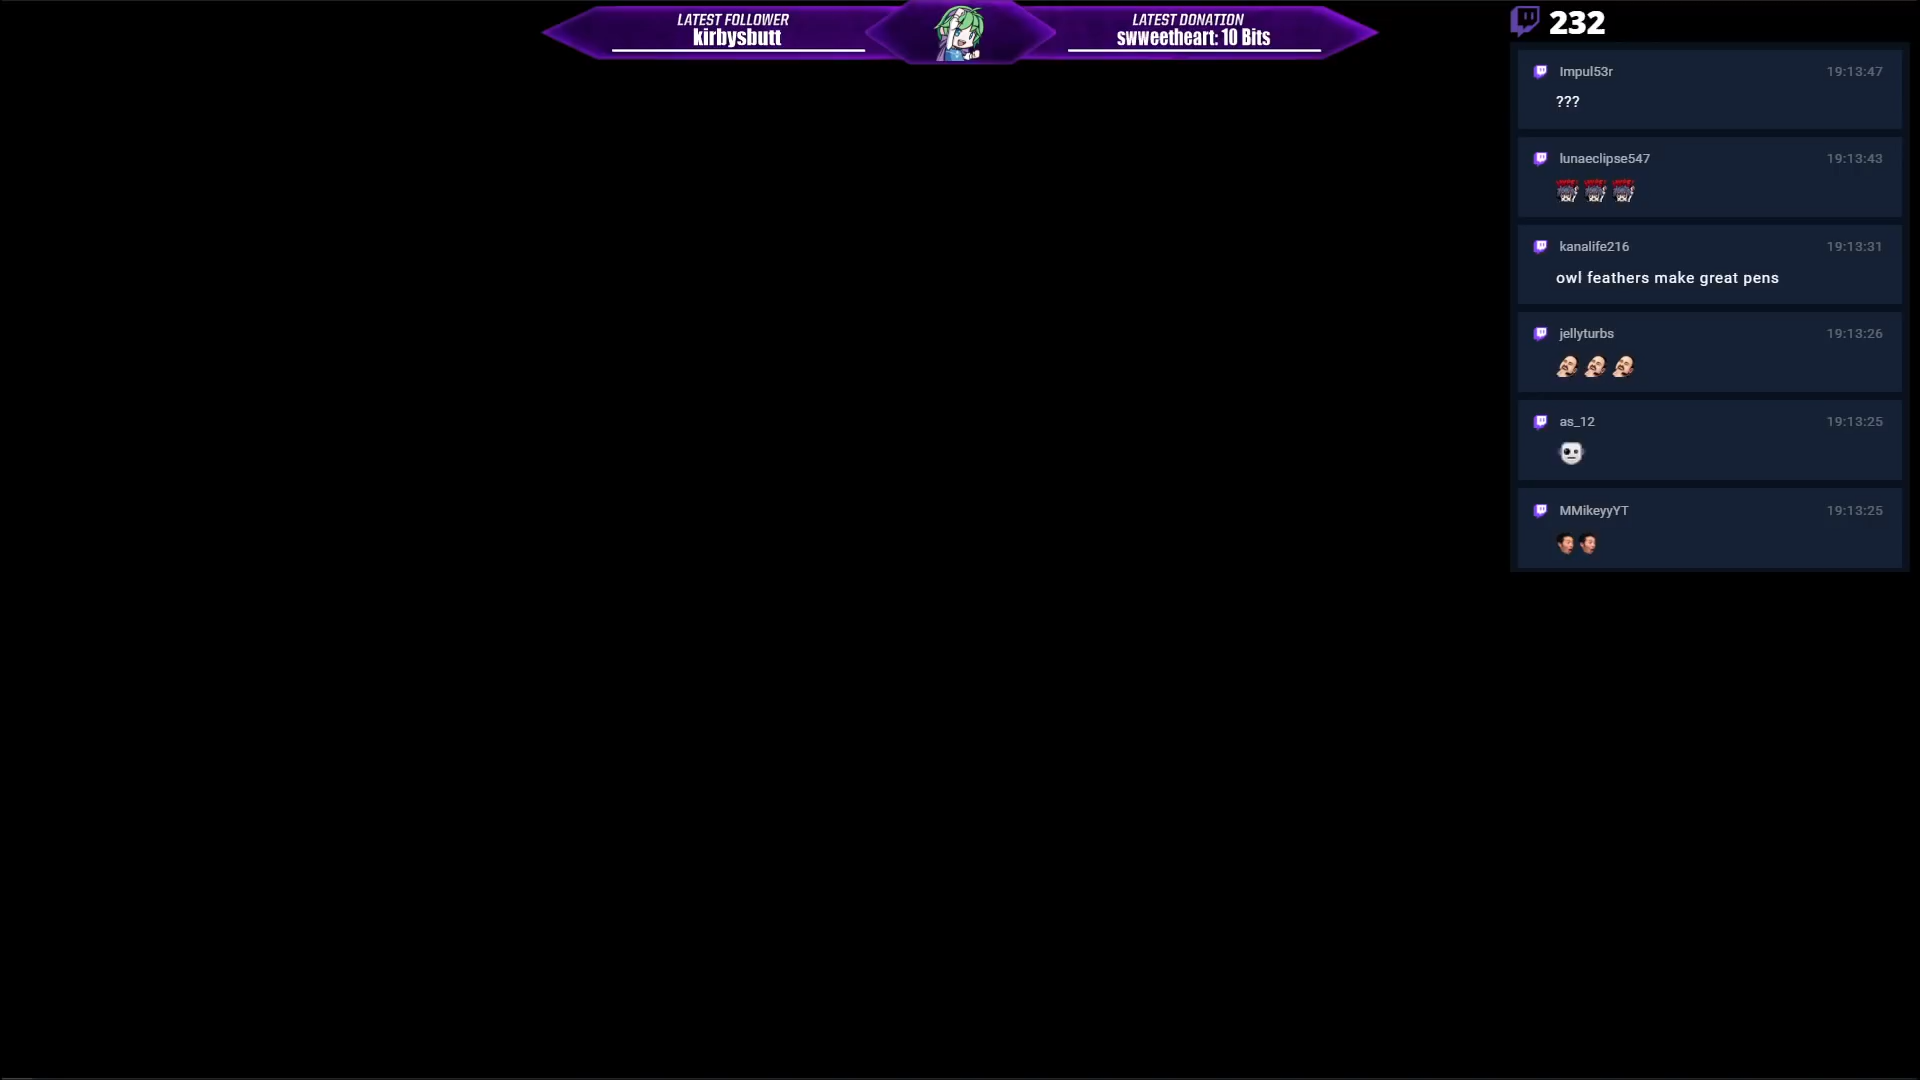 LATEST FOLLOWER
kirbysbutt
LATEST DONATION
swweetheart: 10 Bits
232
Impul53r 19:13:47
???
lunaeclipse547 19:13:43
kanalife216 19:13:31
owl feathers make great pens
jellyturbs 19:13:26
as_12 19:13:25
MMikeyyYT 19:13:25